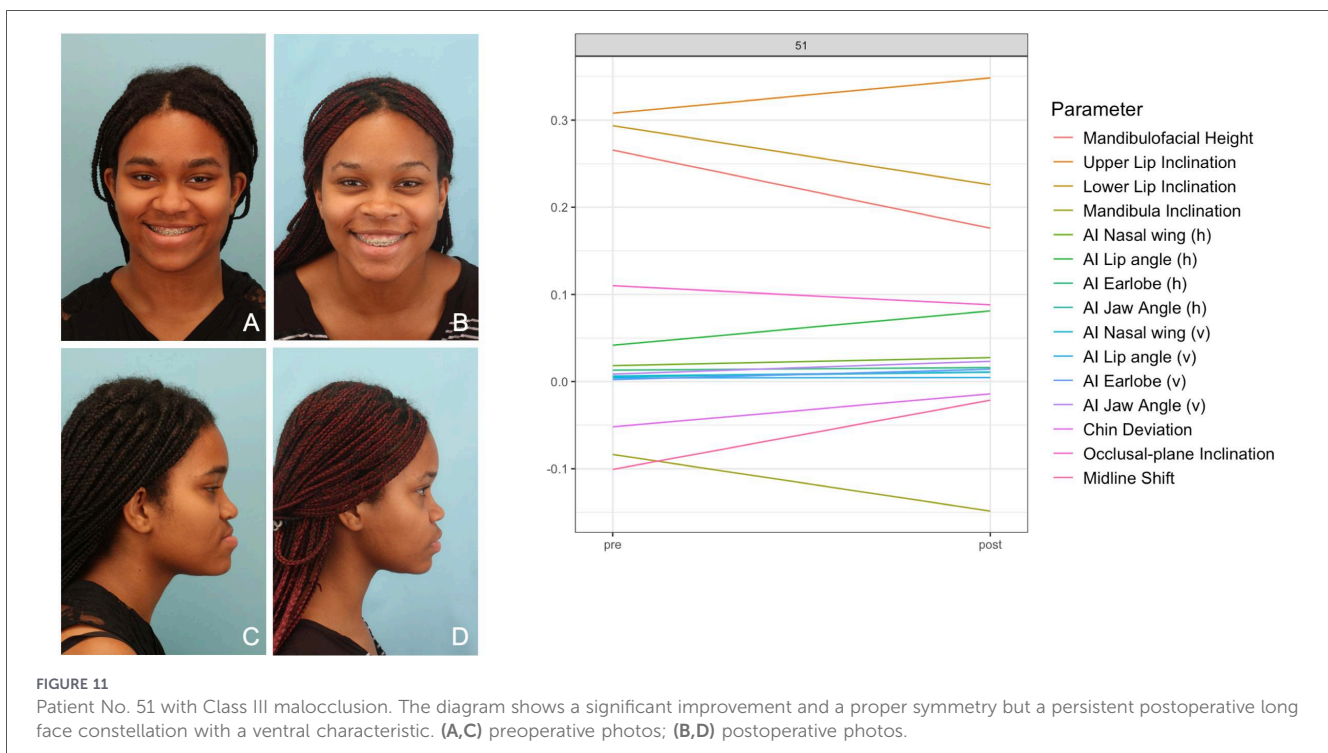 A
B
C
D
51
0.3
0.2
0.1
0.0
-0.1
pre
post
Parameter
Mandibulofacial Height
Upper Lip Inclination
Lower Lip Inclination
Mandibula Inclination
AI Nasal wing (h)
AI Lip angle (h)
AI Earlobe (h)
AI Jaw Angle (h)
AI Nasal wing (v)
AI Lip angle (v)
AI Earlobe (v)
AI Jaw Angle (v)
Chin Deviation
Occlusal-plane Inclination
Midline Shift
FIGURE 11
Patient No. 51 with Class III malocclusion. The diagram shows a significant improvement and a proper symmetry but a persistent postoperative long
face constellation with a ventral characteristic. (A,C) preoperative photos; (B,D) postoperative photos.